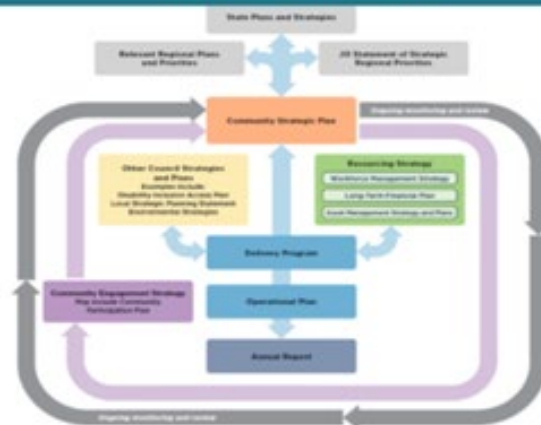 State Plans and Strategies
Relevant Regional Plans
and Priorities
JO Statement of Strategic
Regional Priorities
Ongoing monitoring and review
Community Strategic Plan
Other Council Strategies
and Plans
Examples include:
Disability Inclusion Access Plan
Local Strategic Planning Statement
Environmental Strategies
Resourcing Strategy
Workforce Management Strategy
Long-Term Financial Plan
Asset Management Strategy and Plans
Delivery Program
Community Engagement Strategy
May include Community
Participation Plan
Operational Plan
Annual Report
Ongoing monitoring and review